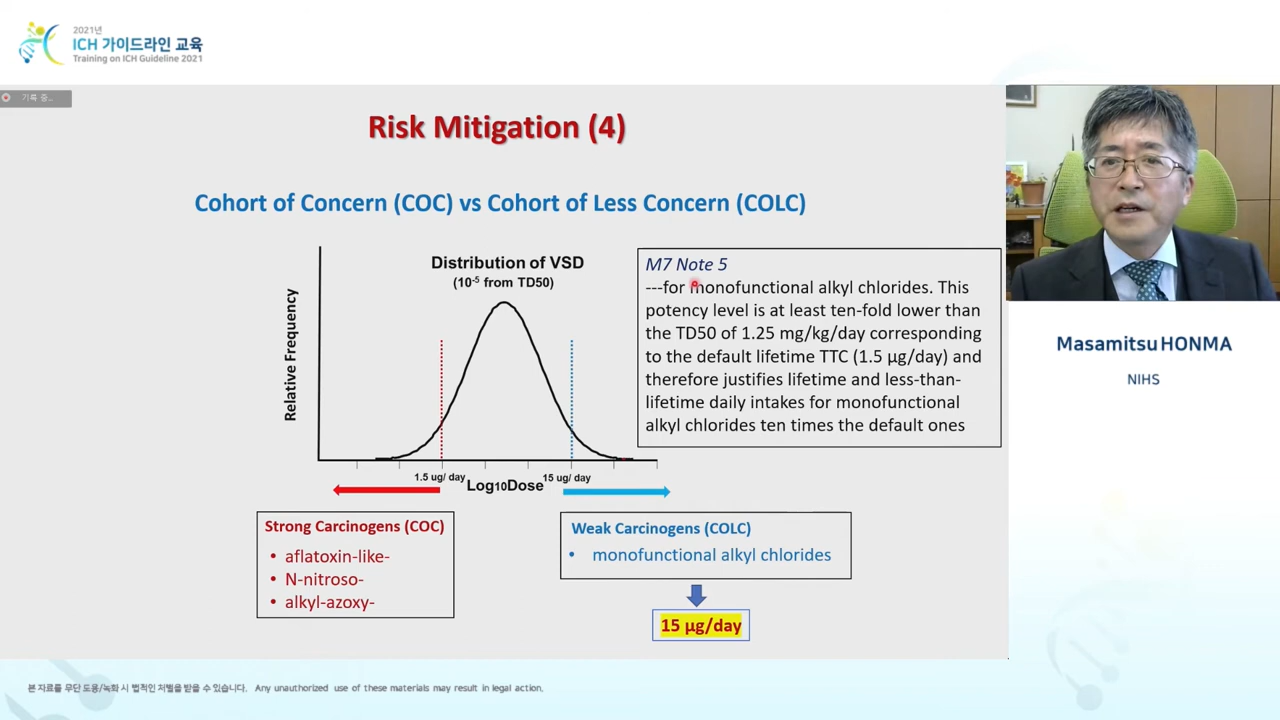 2021년
ICH 가이드라인 교육
Training on ICH Guideline 2021
기록 중..
Risk Mitigation (4)
Cohort of Concern (COC) vs Cohort of Less Concern (COLC)
Distribution of VSD
(10-5 from TD50)
Relative Frequency
1.5 ug/ day
15 ug/ day
Log10Dose
M7 Note 5
---for monofunctional alkyl chlorides. This
potency level is at least ten-fold lower than
the TD50 of 1.25 mg/kg/day corresponding
to the default lifetime TTC (1.5 µg/day) and
therefore justifies lifetime and less-than-
lifetime daily intakes for monofunctional
alkyl chlorides ten times the default ones
Strong Carcinogens (COC)
• aflatoxin-like-
• N-nitroso-
• alkyl-azoxy-
Weak Carcinogens (COLC)
• monofunctional alkyl chlorides
15 µg/day
Masamitsu HONMA
NIHS
본 자료를 무단 도용/녹화 시 법적인 처벌을 받을 수 있습니다. Any unauthorized use of these materials may result in legal action.